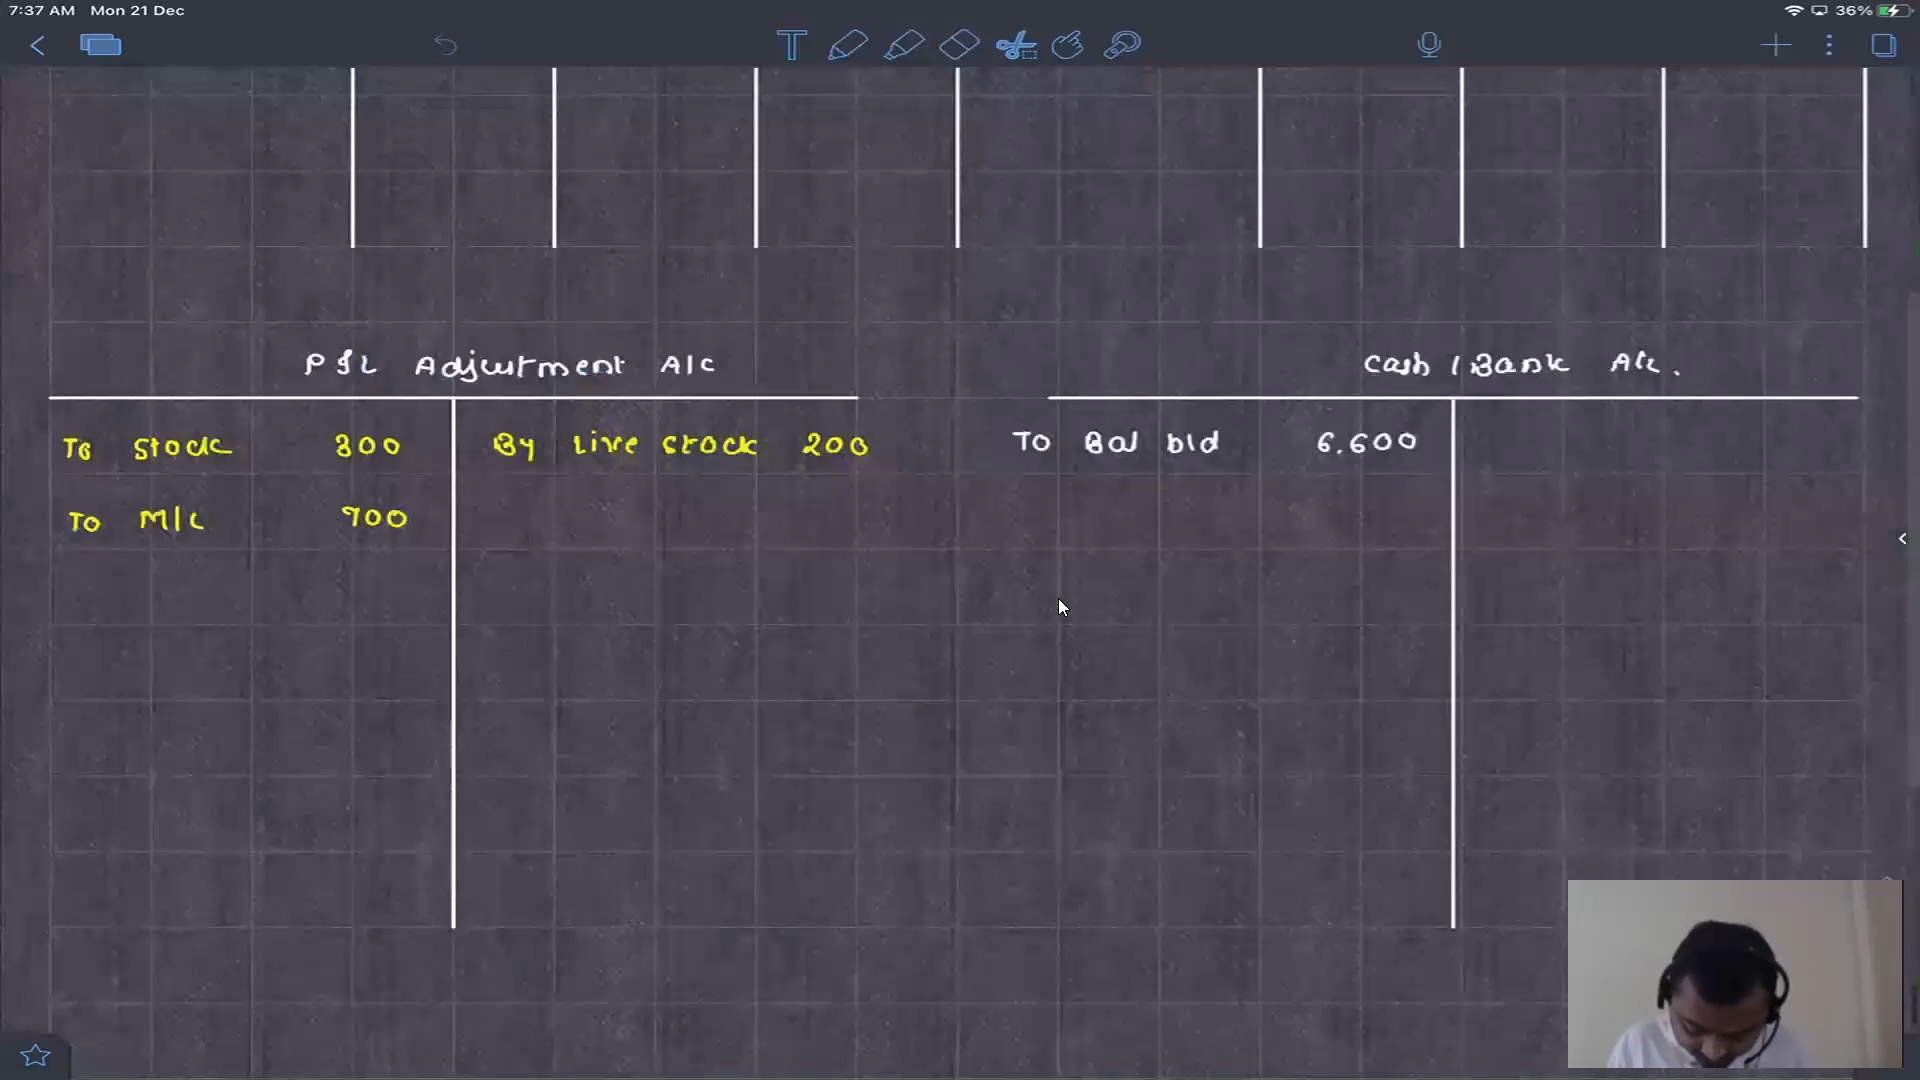 7:37 AM Mon 21 Dec
36%
P & L Adjustment A/c
Cash / Bank A/c.
To Stock 300
By Live Stock 200
To Bal b/d 6,600
To M/c 700